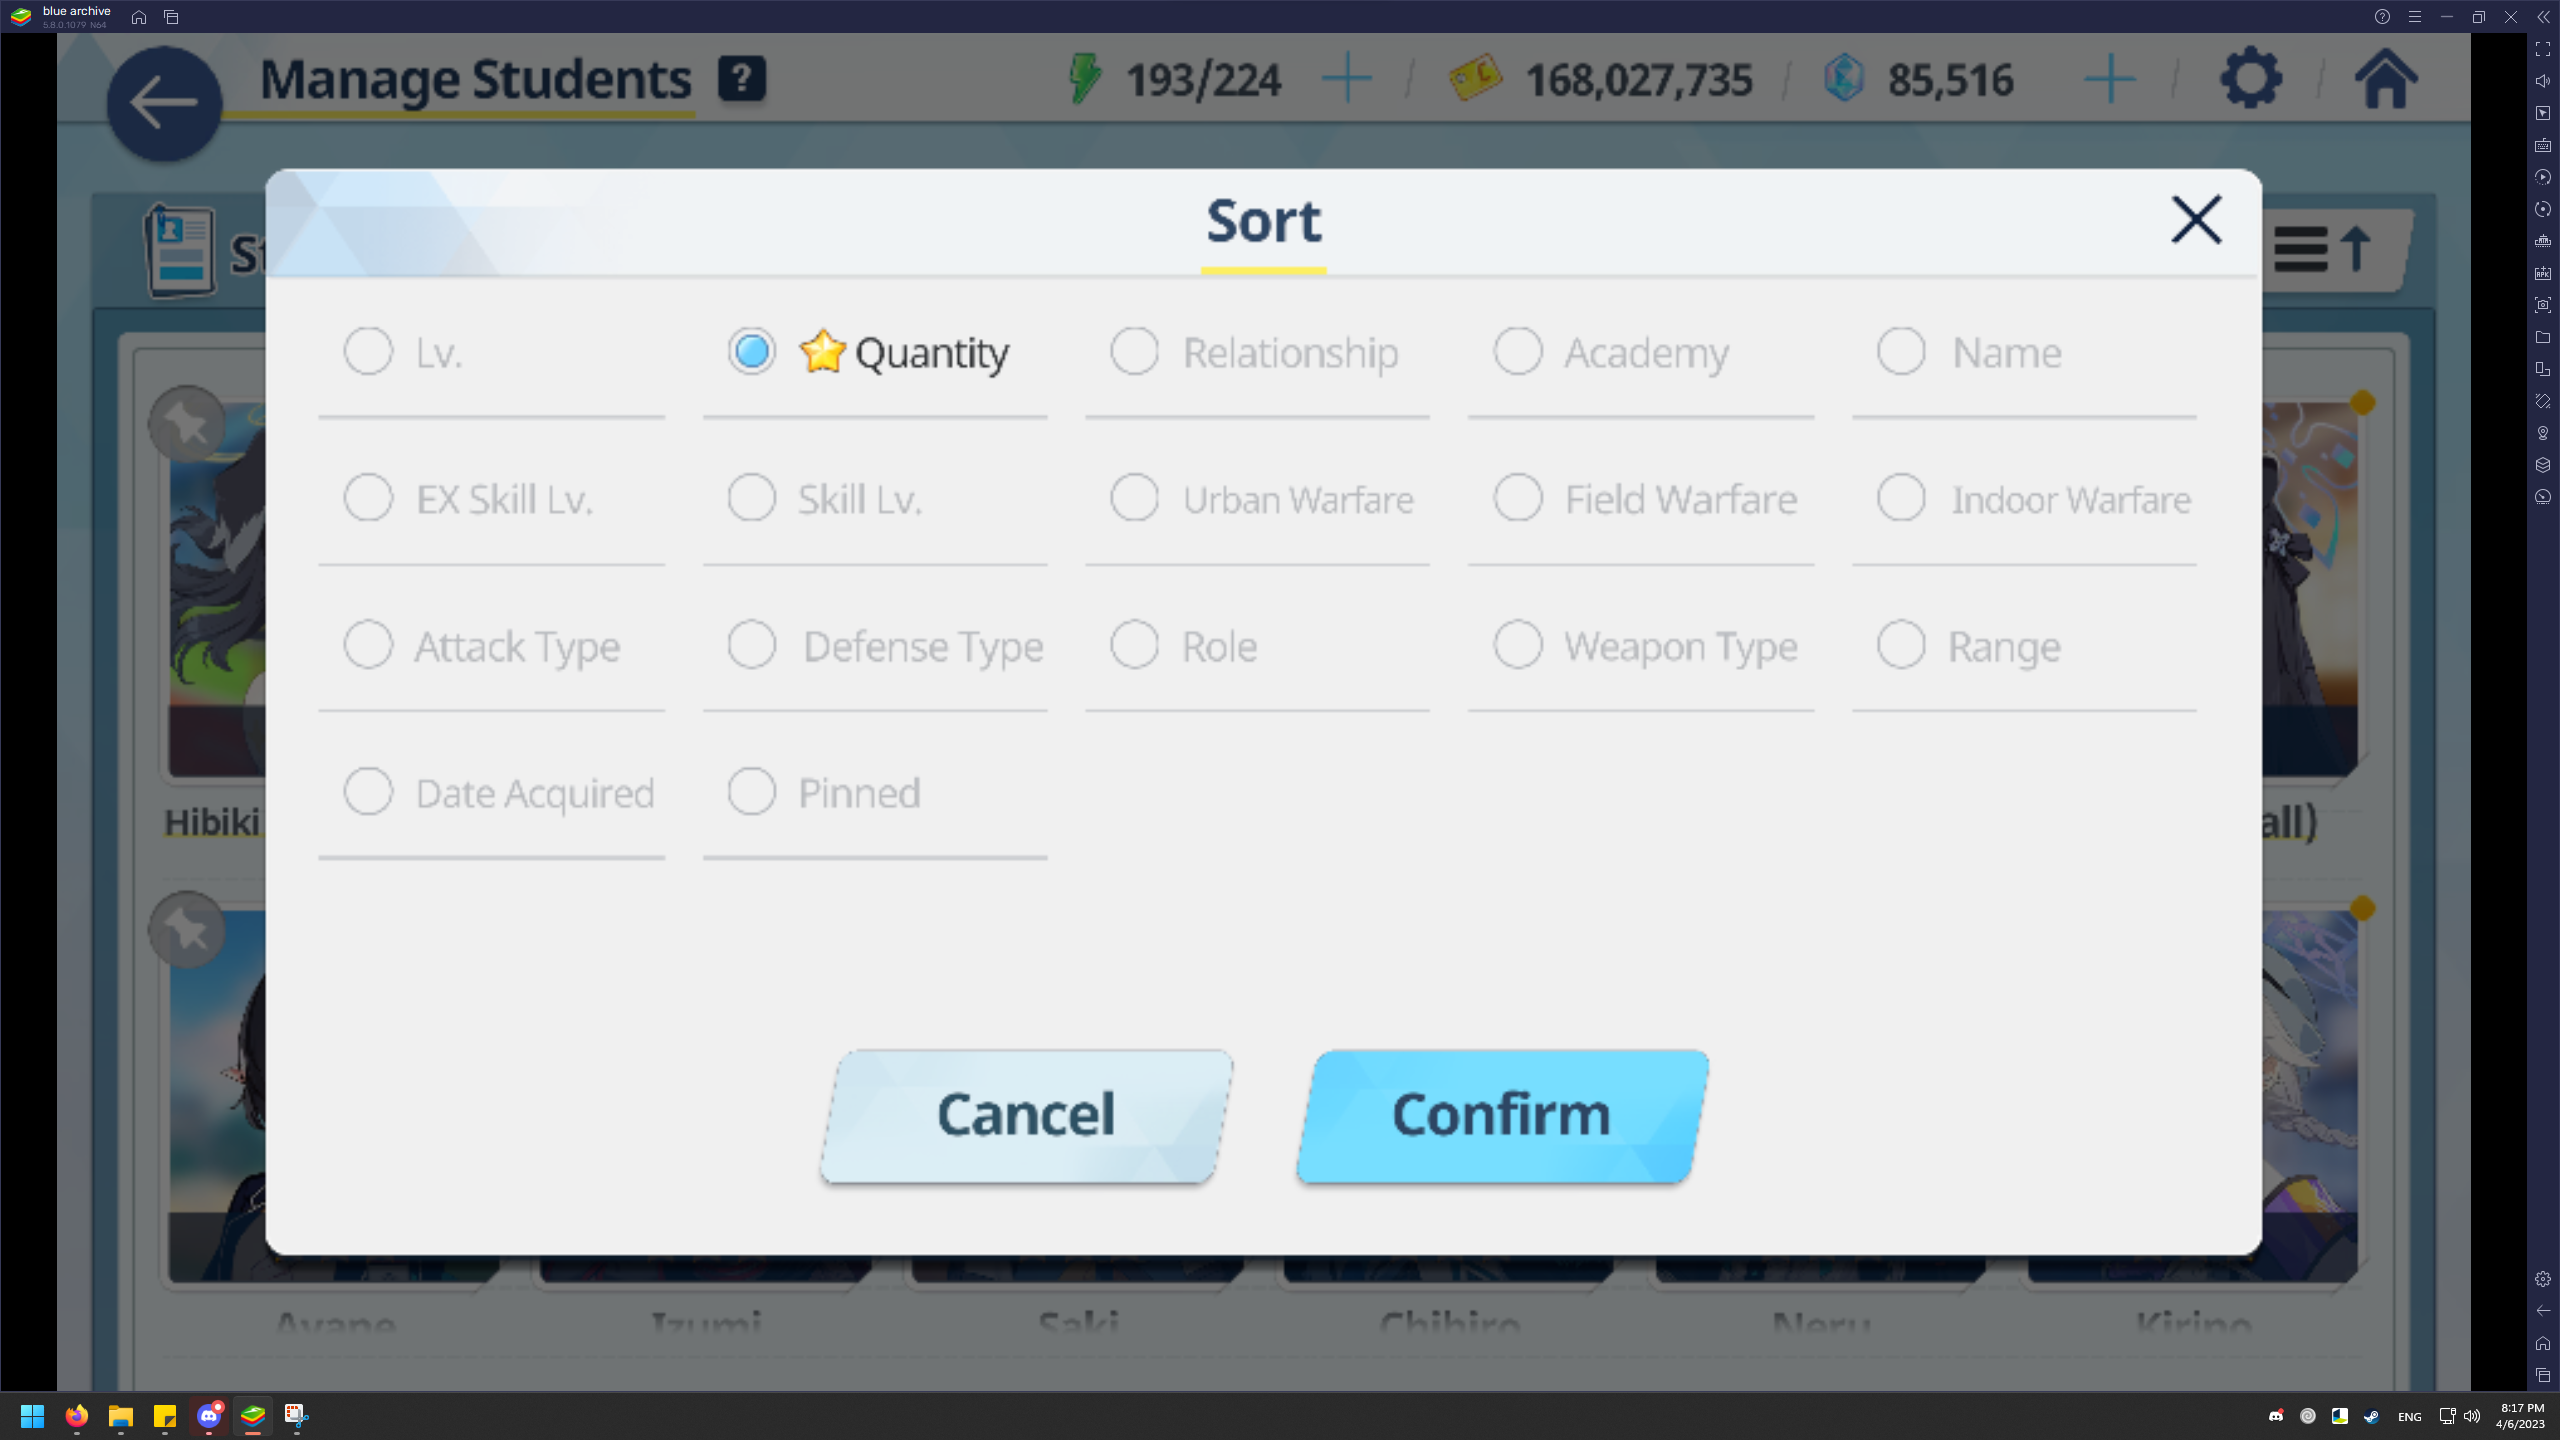 blue archive
5.8.0.1079 N64
Manage Students ?
193/224 168,027,735 85,516
Sort
Lv. Quantity Relationship Academy Name
EX Skill Lv. Skill Lv. Urban Warfare Field Warfare Indoor Warfare
Attack Type Defense Type Role Weapon Type Range
Date Acquired Pinned
Hibiki all)
Cancel Confirm
Ayane Izumi Saki Chihiro Neru Kirino
ENG 8:17 PM
4/6/2023